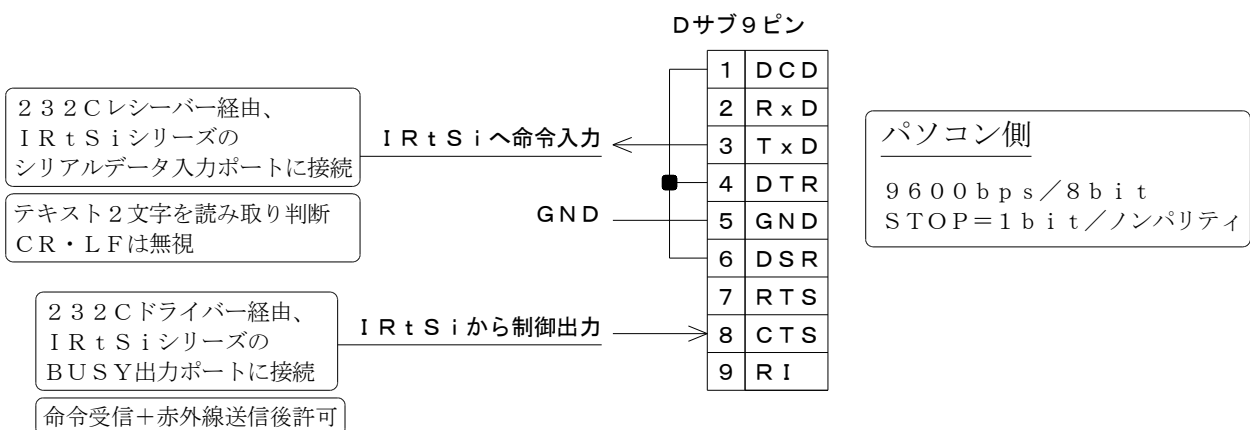 Dサブ9ピン
1 DCD
2 RxD
3 TxD
4 DTR
5 GND
6 DSR
7 RTS
8 CTS
9 RI
232Cレシーバー経由、
IRtSiシリーズの
シリアルデータ入力ポートに接続
IRtSiへ命令入力
テキスト2文字を読み取り判断
CR・LFは無視
GND
232Cドライバー経由、
IRtSiシリーズの
BUSY出力ポートに接続
IRtSiから制御出力
命令受信+赤外線送信後許可
パソコン側
9600bps/8bit
STOP=1bit/ノンパリティ